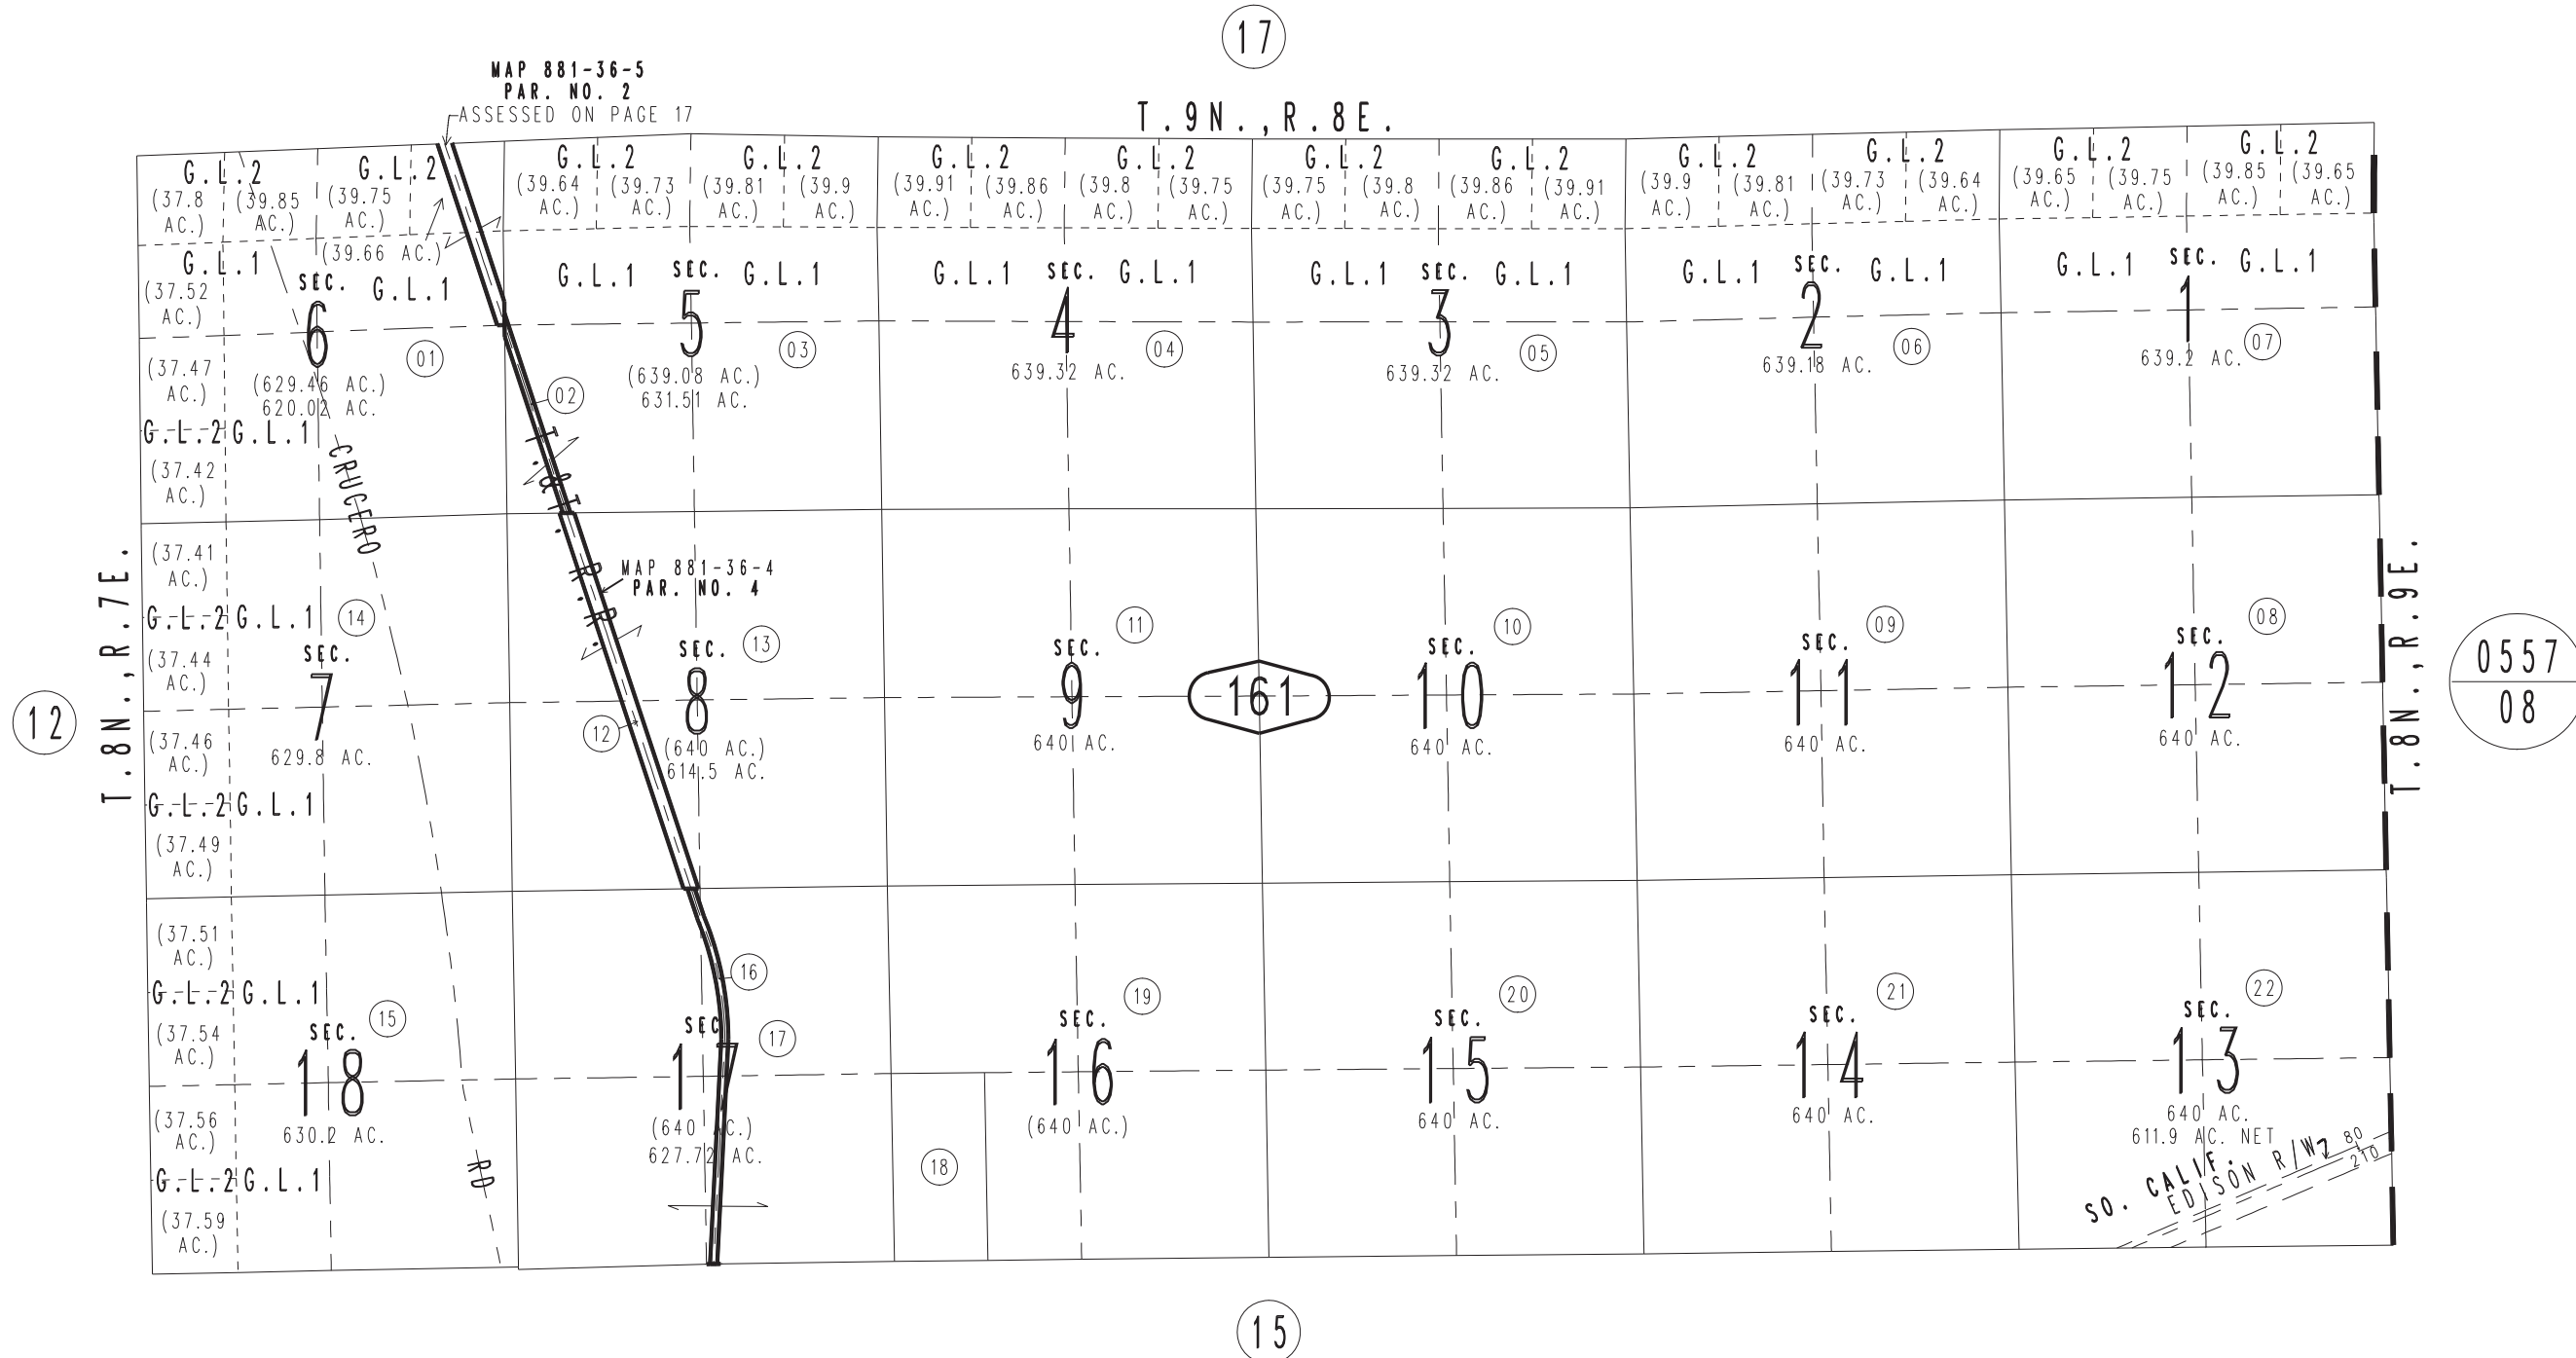 17
MAP 881-36-5
PAR. NO. 2
ASSESSED ON PAGE 17
T.9N.,R.8E.
G.L.2
(37.8
AC.)
(39.85
AC.)
G.L.2
(39.75
AC.)
(39.66 AC.)
G.L.2
(39.64
AC.)
(39.73
AC.)
G.L.2
(39.81
AC.)
(39.9
AC.)
G.L.2
(39.91
AC.)
(39.86
AC.)
G.L.2
(39.8
AC.)
(39.75
AC.)
G.L.2
(39.75
AC.)
(39.8
AC.)
G.L.2
(39.86
AC.)
(39.91
AC.)
G.L.2
(39.9
AC.)
(39.81
AC.)
G.L.2
(39.73
AC.)
(39.64
AC.)
G.L.2
(39.65
AC.)
(39.75
AC.)
G.L.2
(39.85
AC.)
(39.65
AC.)
G.L.1
(37.52
AC.)
SEC.
6
G.L.1
01
(37.47
AC.)
(629.46 AC.)
620.02 AC.
G.L.2 G.L.1
(37.42
AC.)
CRUCERO
02
G.L.1
SEC.
5
G.L.1
03
(639.08 AC.)
631.51 AC.
G.L.1
SEC.
4
G.L.1
04
639.32 AC.
G.L.1
SEC.
3
G.L.1
05
639.32 AC.
G.L.1
SEC.
2
G.L.1
06
639.18 AC.
G.L.1
SEC.
1
G.L.1
07
639.2 AC.
T. & T. R. R.
T.8N.,R.7E.
12
(37.41
AC.)
G.L.2 G.L.1
14
(37.44
AC.)
SEC.
7
629.8 AC.
(37.46
AC.)
G.L.2 G.L.1
(37.49
AC.)
MAP 881-36-4
PAR. NO. 4
12
SEC.
8
13
(640 AC.)
614.5 AC.
SEC.
9
11
640 AC.
161
SEC.
10
10
640 AC.
SEC.
11
09
640 AC.
SEC.
12
08
640 AC.
T.8N.,R.9E.
0557
08
(37.51
AC.)
G.L.2 G.L.1
(37.54
AC.)
SEC.
18
15
630.2 AC.
(37.56
AC.)
G.L.2 G.L.1
(37.59
AC.)
RD
16
SEC
17
17
(640 AC.)
627.72 AC.
18
SEC.
16
19
(640 AC.)
SEC.
15
20
640 AC.
SEC.
14
21
640 AC.
SEC.
13
22
640 AC.
611.9 AC. NET
SO. CALIF.
EDISON R/W
80
210
15